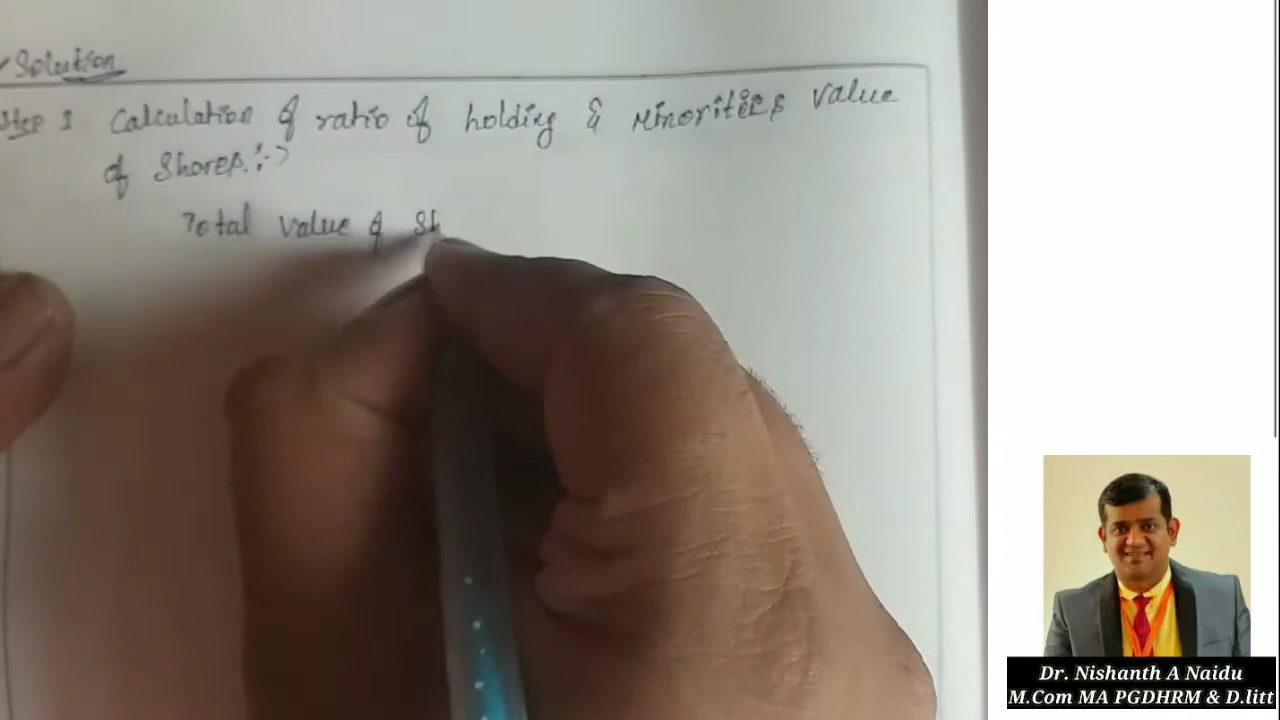 Solution
Step 1 Calculation of ratio of holding & Minorities value
of Shares:->
Total value of Sh
Dr. Nishanth A Naidu
M.Com MA PGDHRM & D.litt